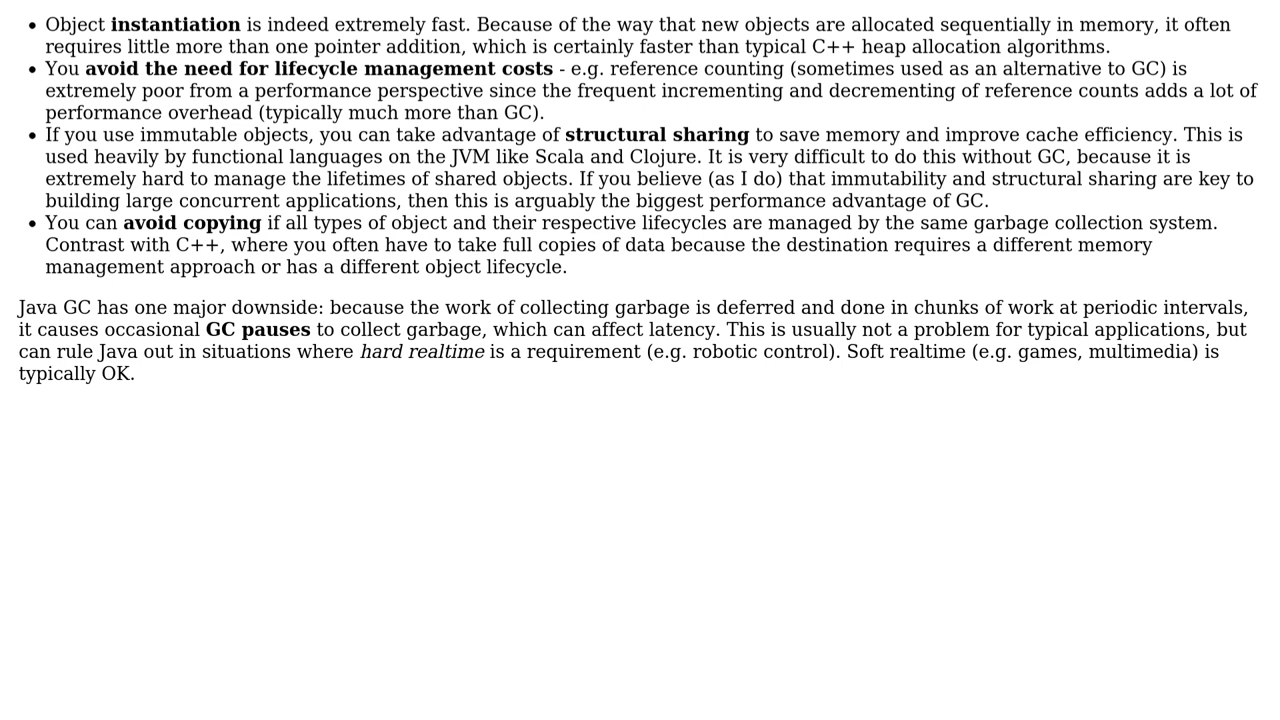 • Object instantiation is indeed extremely fast. Because of the way that new objects are allocated sequentially in memory, it often
requires little more than one pointer addition, which is certainly faster than typical C++ heap allocation algorithms.
• You avoid the need for lifecycle management costs - e.g. reference counting (sometimes used as an alternative to GC) is
extremely poor from a performance perspective since the frequent incrementing and decrementing of reference counts adds a lot of
performance overhead (typically much more than GC).
• If you use immutable objects, you can take advantage of structural sharing to save memory and improve cache efficiency. This is
used heavily by functional languages on the JVM like Scala and Clojure. It is very difficult to do this without GC, because it is
extremely hard to manage the lifetimes of shared objects. If you believe (as I do) that immutability and structural sharing are key to
building large concurrent applications, then this is arguably the biggest performance advantage of GC.
• You can avoid copying if all types of object and their respective lifecycles are managed by the same garbage collection system.
Contrast with C++, where you often have to take full copies of data because the destination requires a different memory
management approach or has a different object lifecycle.
Java GC has one major downside: because the work of collecting garbage is deferred and done in chunks of work at periodic intervals,
it causes occasional GC pauses to collect garbage, which can affect latency. This is usually not a problem for typical applications, but
can rule Java out in situations where hard realtime is a requirement (e.g. robotic control). Soft realtime (e.g. games, multimedia) is
typically OK.